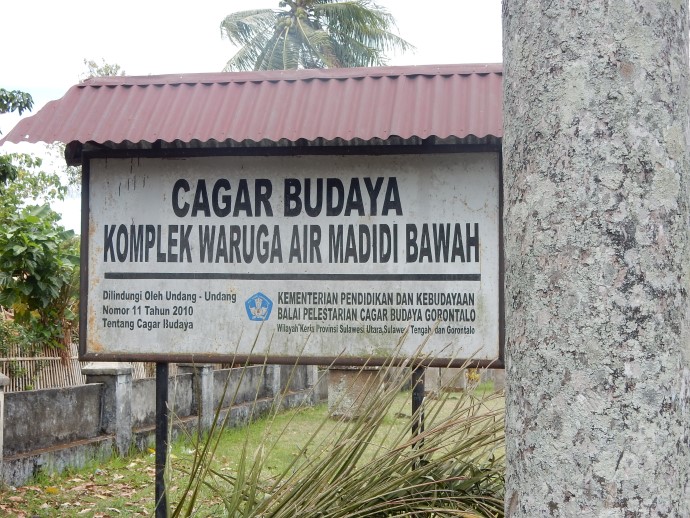 CAGAR BUDAYA
KOMPLEK WARUGA AIR MADIDI BAWAH
Dilindungi Oleh Undang - Undang
Nomor 11 Tahun 2010
Tentang Cagar Budaya
KEMENTERIAN PENDIDIKAN DAN KEBUDAYAAN
BALAI PELESTARIAN CAGAR BUDAYA GORONTALO
Wilayah Kerja Provinsi Sulawesi Utara,Sulawesi Tengah, dan Gorontalo